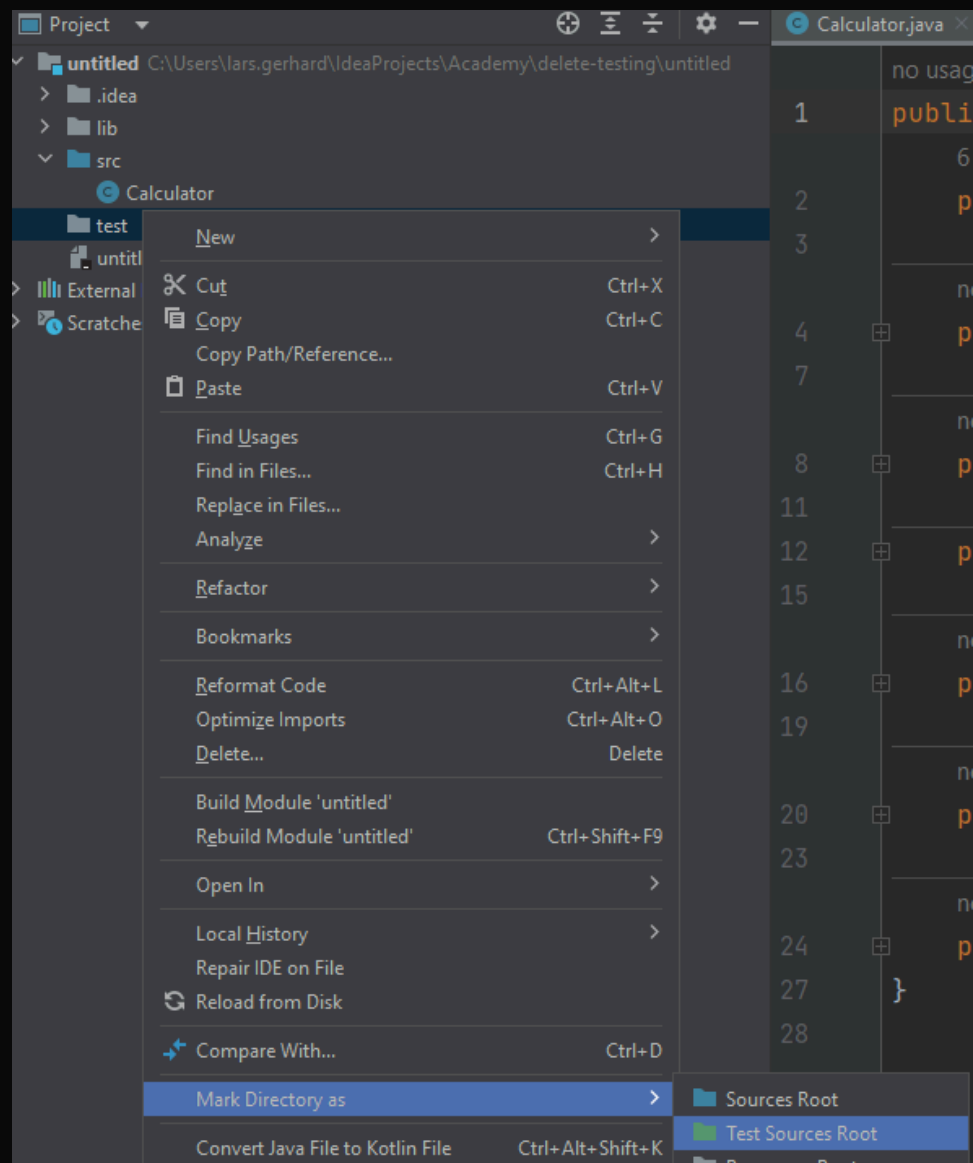 Project
Calculator.java
untitled C:\Users\lars.gerhard\IdeaProjects\Academy\delete-testing\untitled
no usag
.idea
1 publi
lib
6
src
Calculator
2 p
test
3
New
untitl
Cut Ctrl+X
n
External
Copy Ctrl+C
Scratche
4 p
Copy Path/Reference...
7
Paste Ctrl+V
n
Find Usages Ctrl+G
8 p
Find in Files... Ctrl+H
Replace in Files...
11
Analyze
12 p
Refactor
15
Bookmarks
n
Reformat Code Ctrl+Alt+L
16 p
Optimize Imports Ctrl+Alt+O
19
Delete... Delete
n
Build Module 'untitled'
20 p
Rebuild Module 'untitled' Ctrl+Shift+F9
23
Open In
n
Local History
24 p
Repair IDE on File
27 }
Reload from Disk
28
Compare With... Ctrl+D
Mark Directory as
Sources Root
Test Sources Root
Convert Java File to Kotlin File Ctrl+Alt+Shift+K